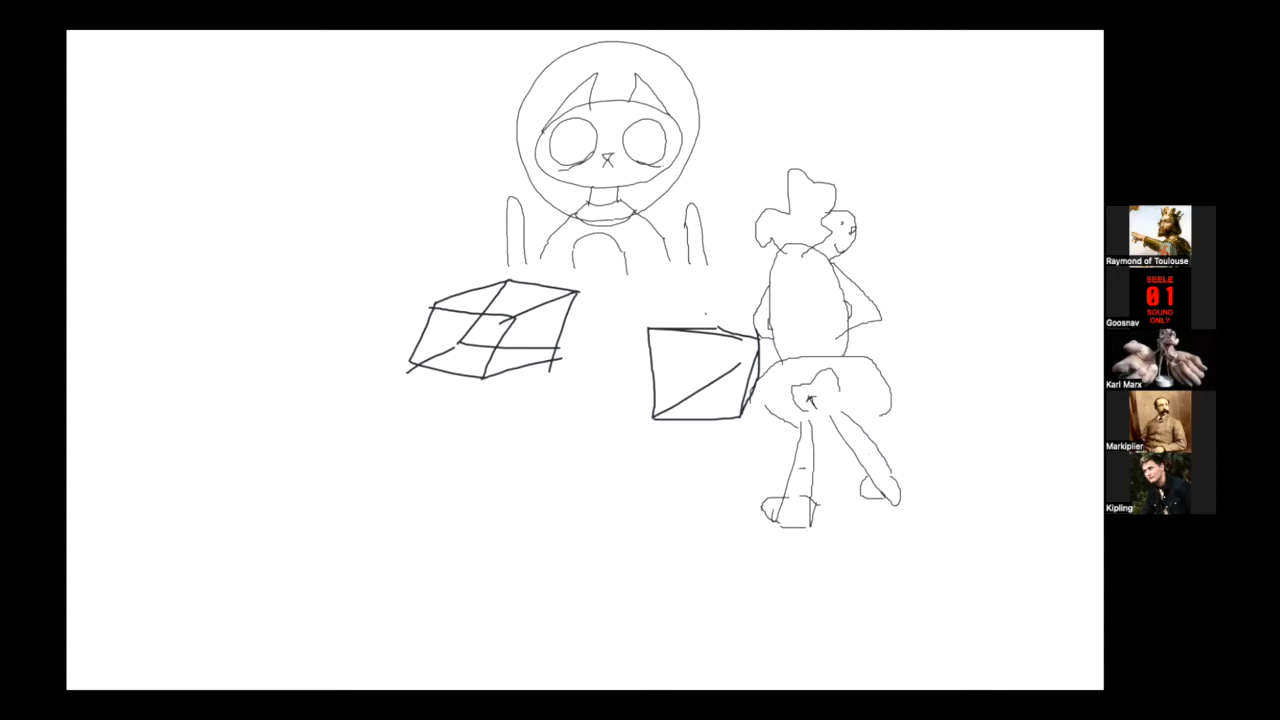 Raymond of Toulouse
SEELE
01
SOUND
ONLY
Goosnav
Karl Marx
Markiplier
Kipling